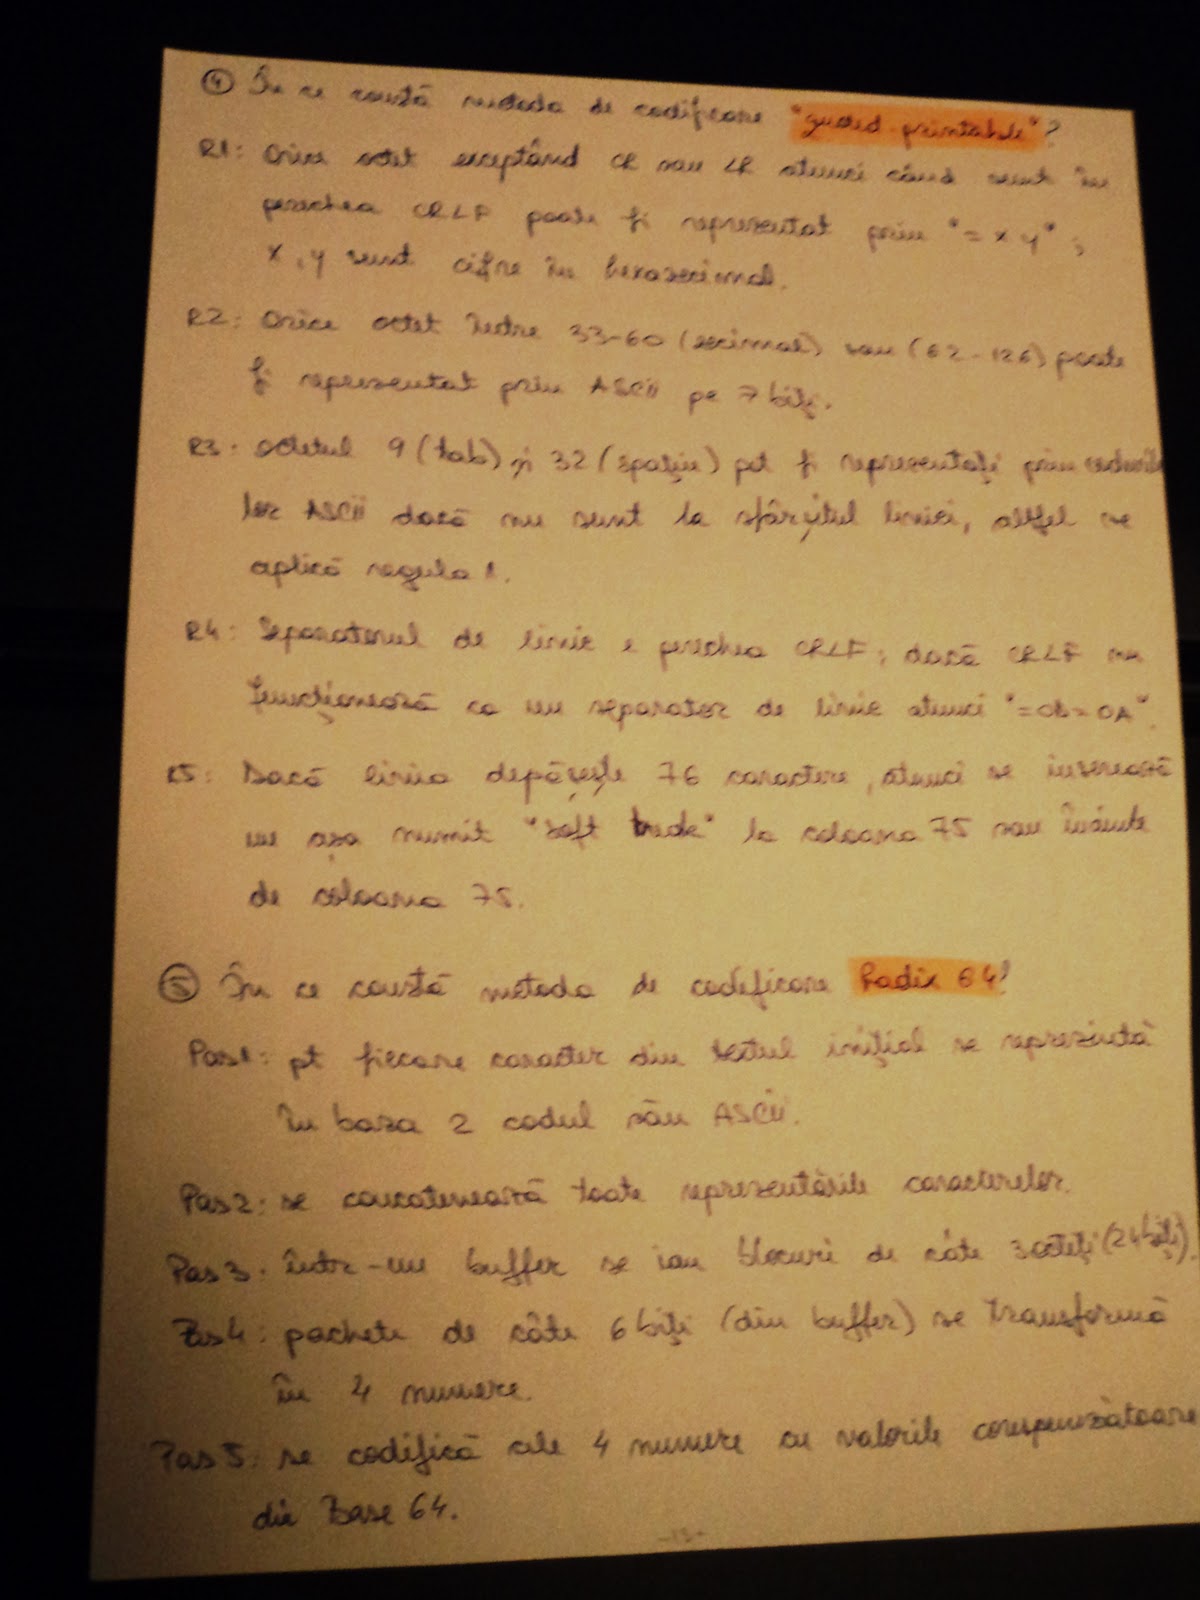 ④ În ce constă metoda de codificare "quoted-printable"?
R1: Orice octet exceptând CR sau LF atunci când sunt în
perechea CRLF poate fi reprezentat prin "= x y";
x, y sunt cifre în hexazecimal.
R2: Orice octet între 33-60 (zecimal) sau (62-126) poate
fi reprezentat prin ASCII pe 7 biți.
R3: Octetul 9 (tab) și 32 (spațiu) pot fi reprezentați prin codurile
lor ASCII dacă nu sunt la sfârșitul liniei, altfel se
aplică regula 1.
R4: Separatorul de linie e perechea CRLF; dacă CRLF nu
funcționează ca un separator de linie atunci "=0D=0A".
R5: Dacă linia depășește 76 caractere, atunci se inserează
un așa numit "soft" la coloana 75 sau înainte
de coloana 75.
⑤ În ce constă metoda de codificare Radix 64?
Pas1: pt fiecare caracter din textul inițial se reprezintă
în baza 2 codul său ASCII.
Pas2: se concatenează toate reprezentările caracterelor.
Pas3: într-un buffer se iau blocuri de câte 3 octeți (24 biți).
Pas4: pachete de câte 6 biți (din buffer) se transformă
în 4 numere.
Pas5: se codifică cele 4 numere cu valorile corespunzătoare
din Base 64.